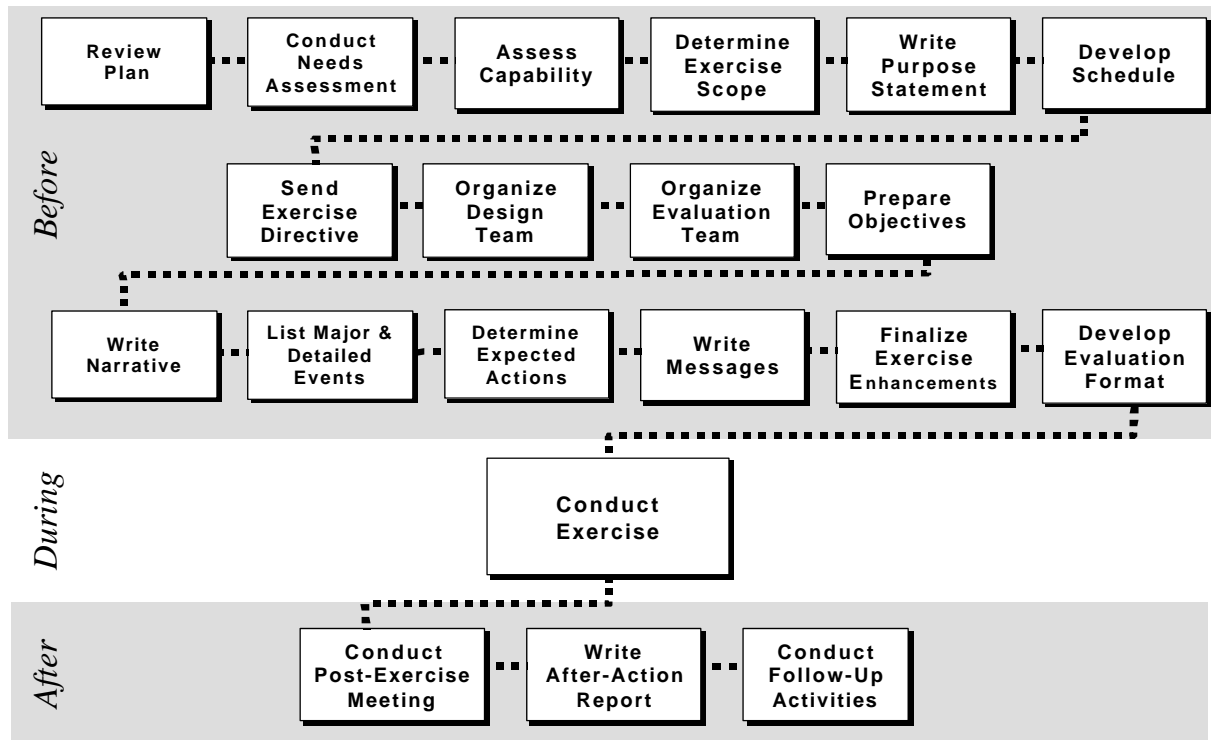 Before
Review
Plan
Conduct
Needs
Assessment
Assess
Capability
Determine
Exercise
Scope
Write
Purpose
Statement
Develop
Schedule
Send
Exercise
Directive
Organize
Design
Team
Organize
Evaluation
Team
Prepare
Objectives
Write
Narrative
List Major &
Detailed
Events
Determine
Expected
Actions
Write
Messages
Finalize
Exercise
Enhancements
Develop
Evaluation
Format
During
Conduct
Exercise
After
Conduct
Post-Exercise
Meeting
Write
After-Action
Report
Conduct
Follow-Up
Activities